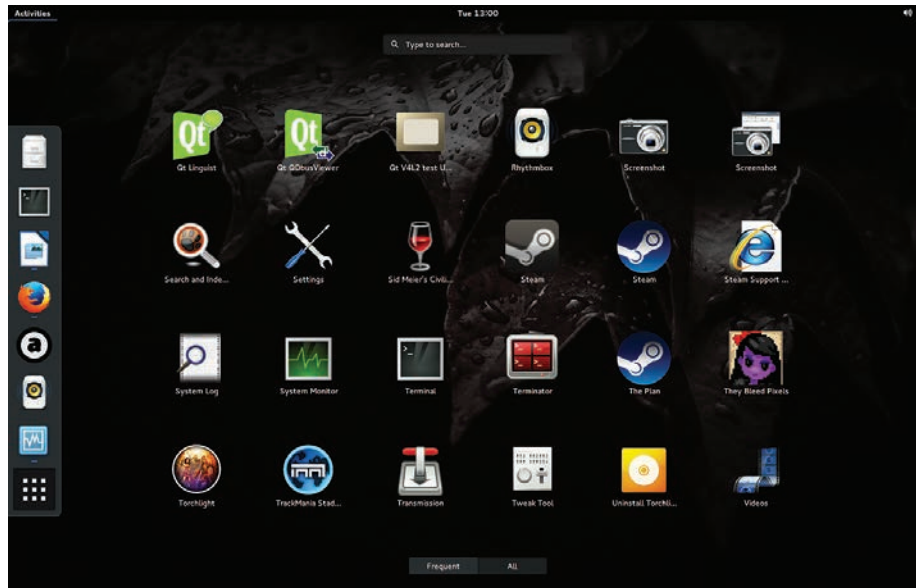 Activities
Tue 13:00
Type to search...
Qt Linguist
Qt QDbusViewer
Qt V4L2 test U...
Rhythmbox
Screenshot
Screenshot
Search and Inde...
Settings
Sid Meier's Civili...
Steam
Steam
Steam Support ...
System Log
System Monitor
Terminal
Terminator
The Plan
They Bleed Pixels
Torchlight
TrackMania Stad...
Transmission
Tweak Tool
Uninstall Torchli...
Videos
Frequent
All